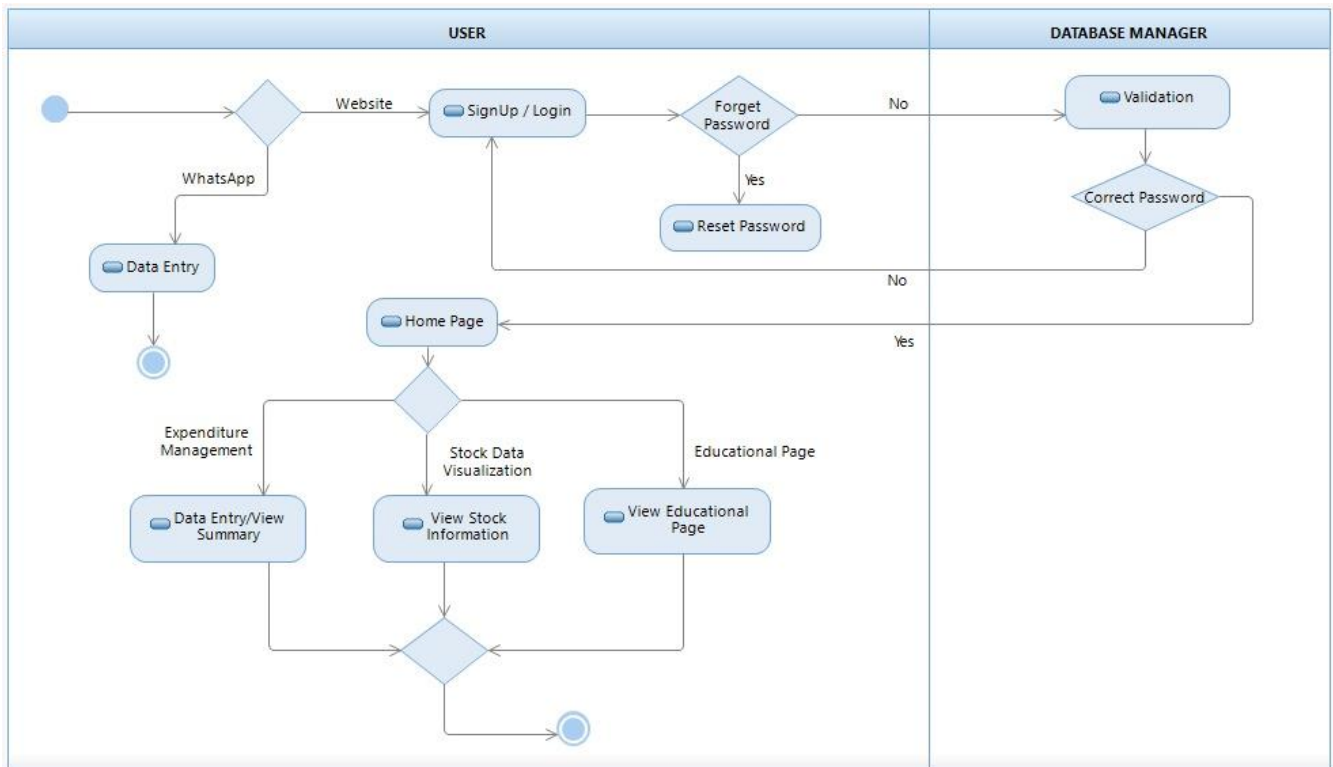 USER
DATABASE MANAGER
Website
SignUp / Login
Forget
Password
No
Validation
WhatsApp
Yes
Correct Password
Reset Password
Data Entry
No
Home Page
Yes
Expenditure
Management
Stock Data
Visualization
Educational Page
Data Entry/View
Summary
View Stock
Information
View Educational
Page